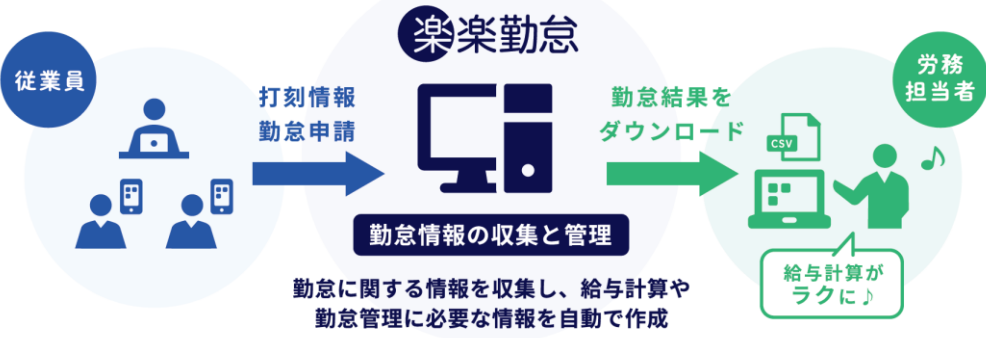 楽楽勤怠
従業員
打刻情報
勤怠申請
勤怠結果を
ダウンロード
労務
担当者
CSV
勤怠情報の収集と管理
給与計算が
ラクに♪
勤怠に関する情報を収集し、給与計算や
勤怠管理に必要な情報を自動で作成